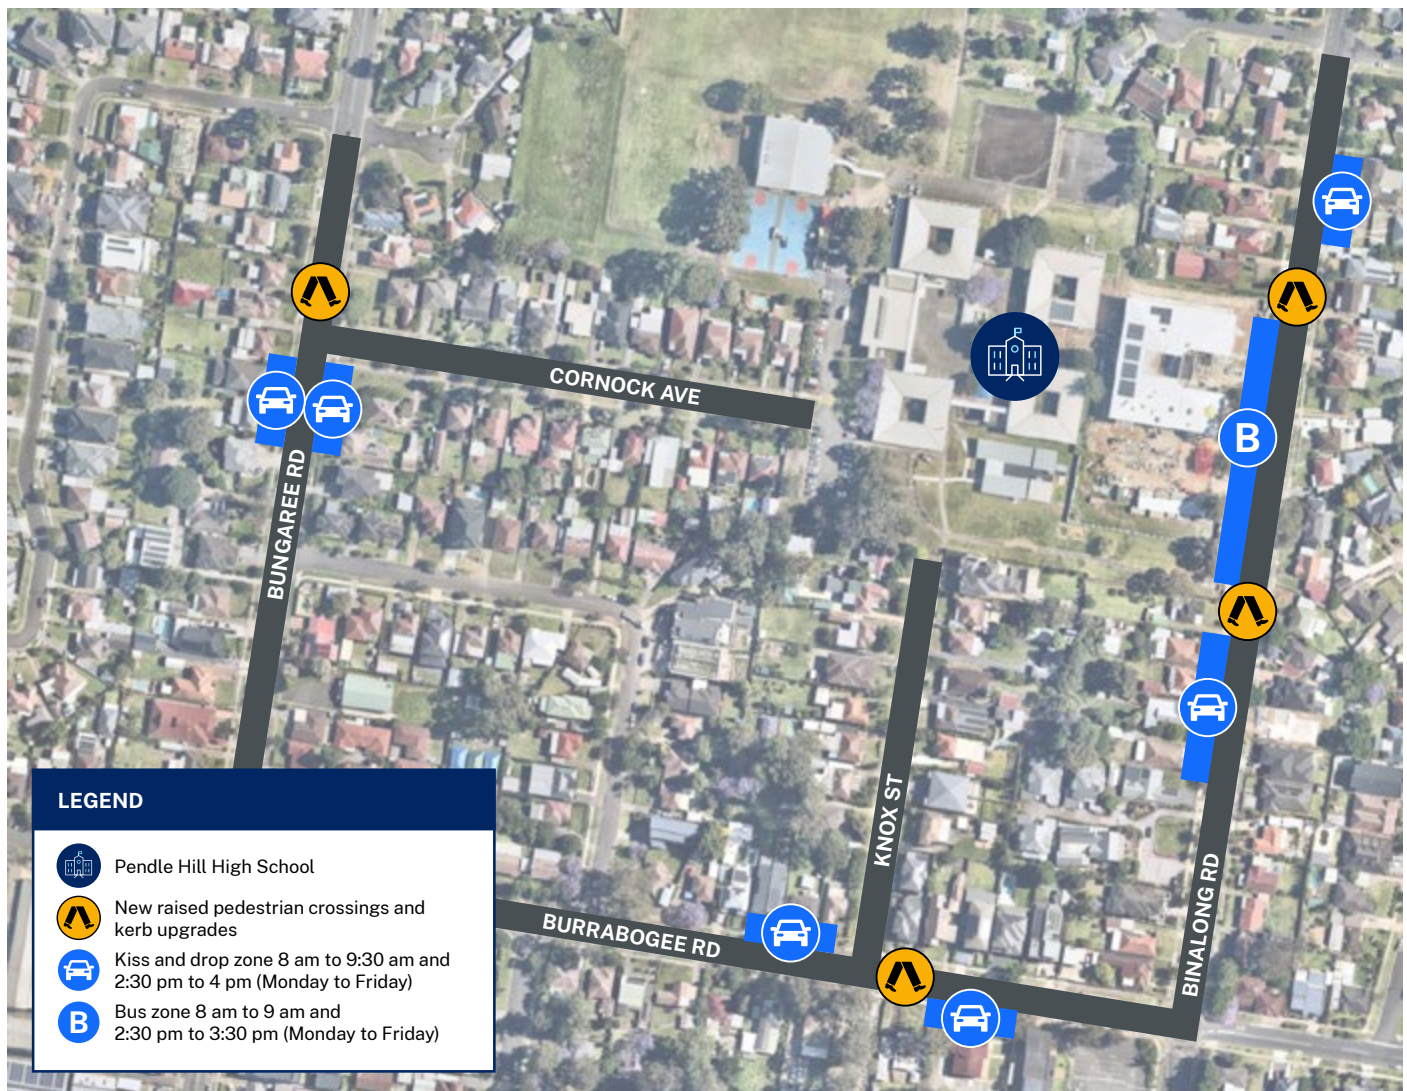 CORNOCK AVE
B
BUNGAREE RD
KNOX ST
BURRABOGEE RD
BINALONG RD
LEGEND
Pendle Hill High School
New raised pedestrian crossings and
kerb upgrades
Kiss and drop zone 8 am to 9:30 am and
2:30 pm to 4 pm (Monday to Friday)
B
Bus zone 8 am to 9 am and
2:30 pm to 3:30 pm (Monday to Friday)